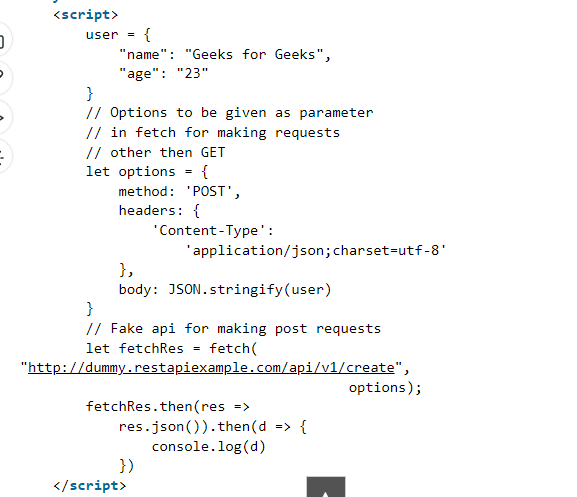 <script>
user = {
"name": "Geeks for Geeks",
"age": "23"
}
// Options to be given as parameter
// in fetch for making requests
// other then GET
let options = {
method: 'POST',
headers: {
'Content-Type':
'application/json;charset=utf-8'
},
body: JSON.stringify(user)
}
// Fake api for making post requests
let fetchRes = fetch(
"http://dummy.restapiexample.com/api/v1/create",
options);
fetchRes.then(res =>
res.json()).then(d => {
console.log(d)
})
</script>